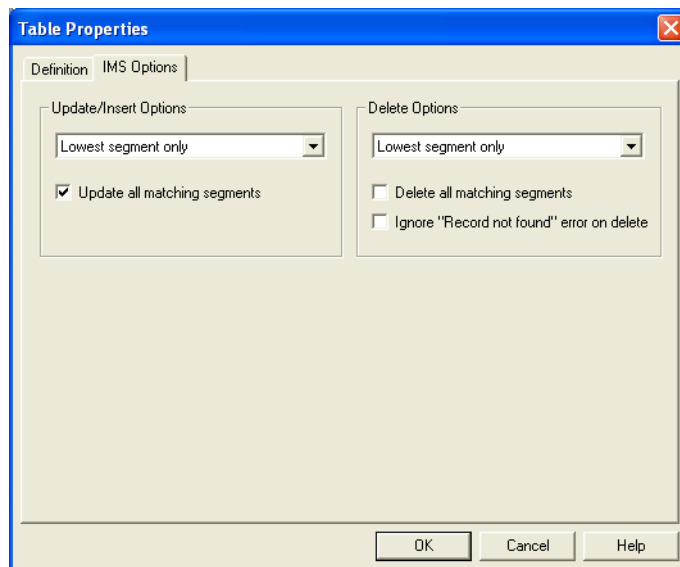 Table Properties
Definition
IMS Options
Update/Insert Options
Lowest segment only
Update all matching segments
Delete Options
Lowest segment only
Delete all matching segments
Ignore "Record not found" error on delete
OK
Cancel
Help